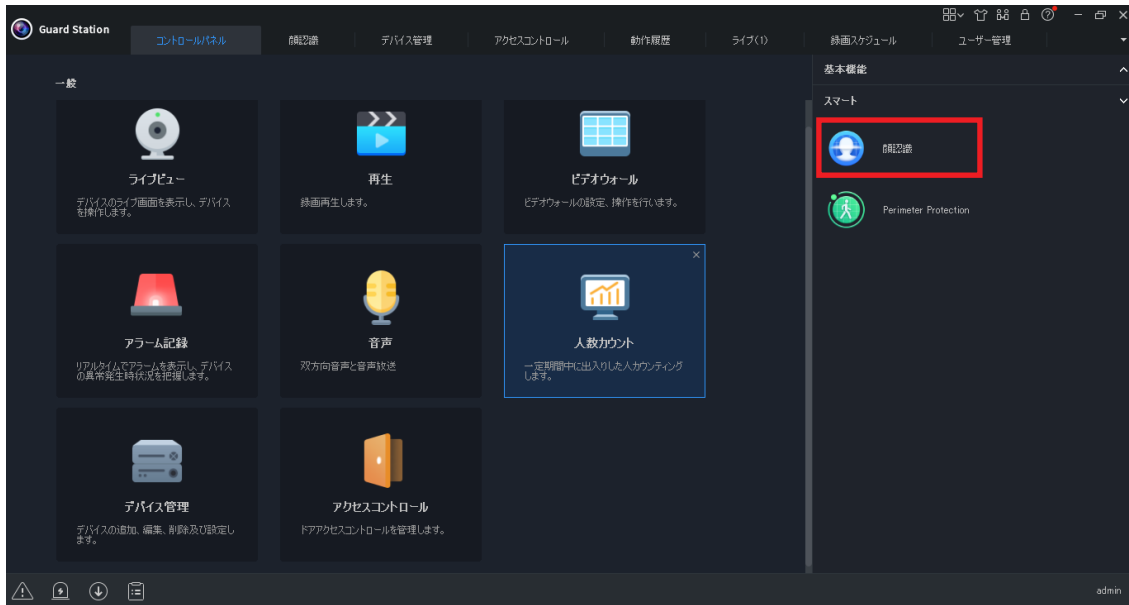 Guard Station
コントロールパネル
顔認識
デバイス管理
アクセスコントロール
動作履歴
ライブ(1)
録画スケジュール
ユーザー管理
一般
ライブビュー
デバイスのライブ画面を表示し、デバイス
を操作します。
再生
録画再生します。
ビデオウォール
ビデオウォールの設定、操作を行います。
アラーム記録
リアルタイムでアラームを表示し、デバイス
の異常発生時状況を把握します。
音声
双方向音声と音声放送
人数カウント
一定期間中に出入りした人カウンティング
します。
デバイス管理
デバイスの追加、編集、削除及び設定し
ます。
アクセスコントロール
ドアアクセスコントロールを管理します。
基本機能
スマート
顔認識
Perimeter Protection
admin